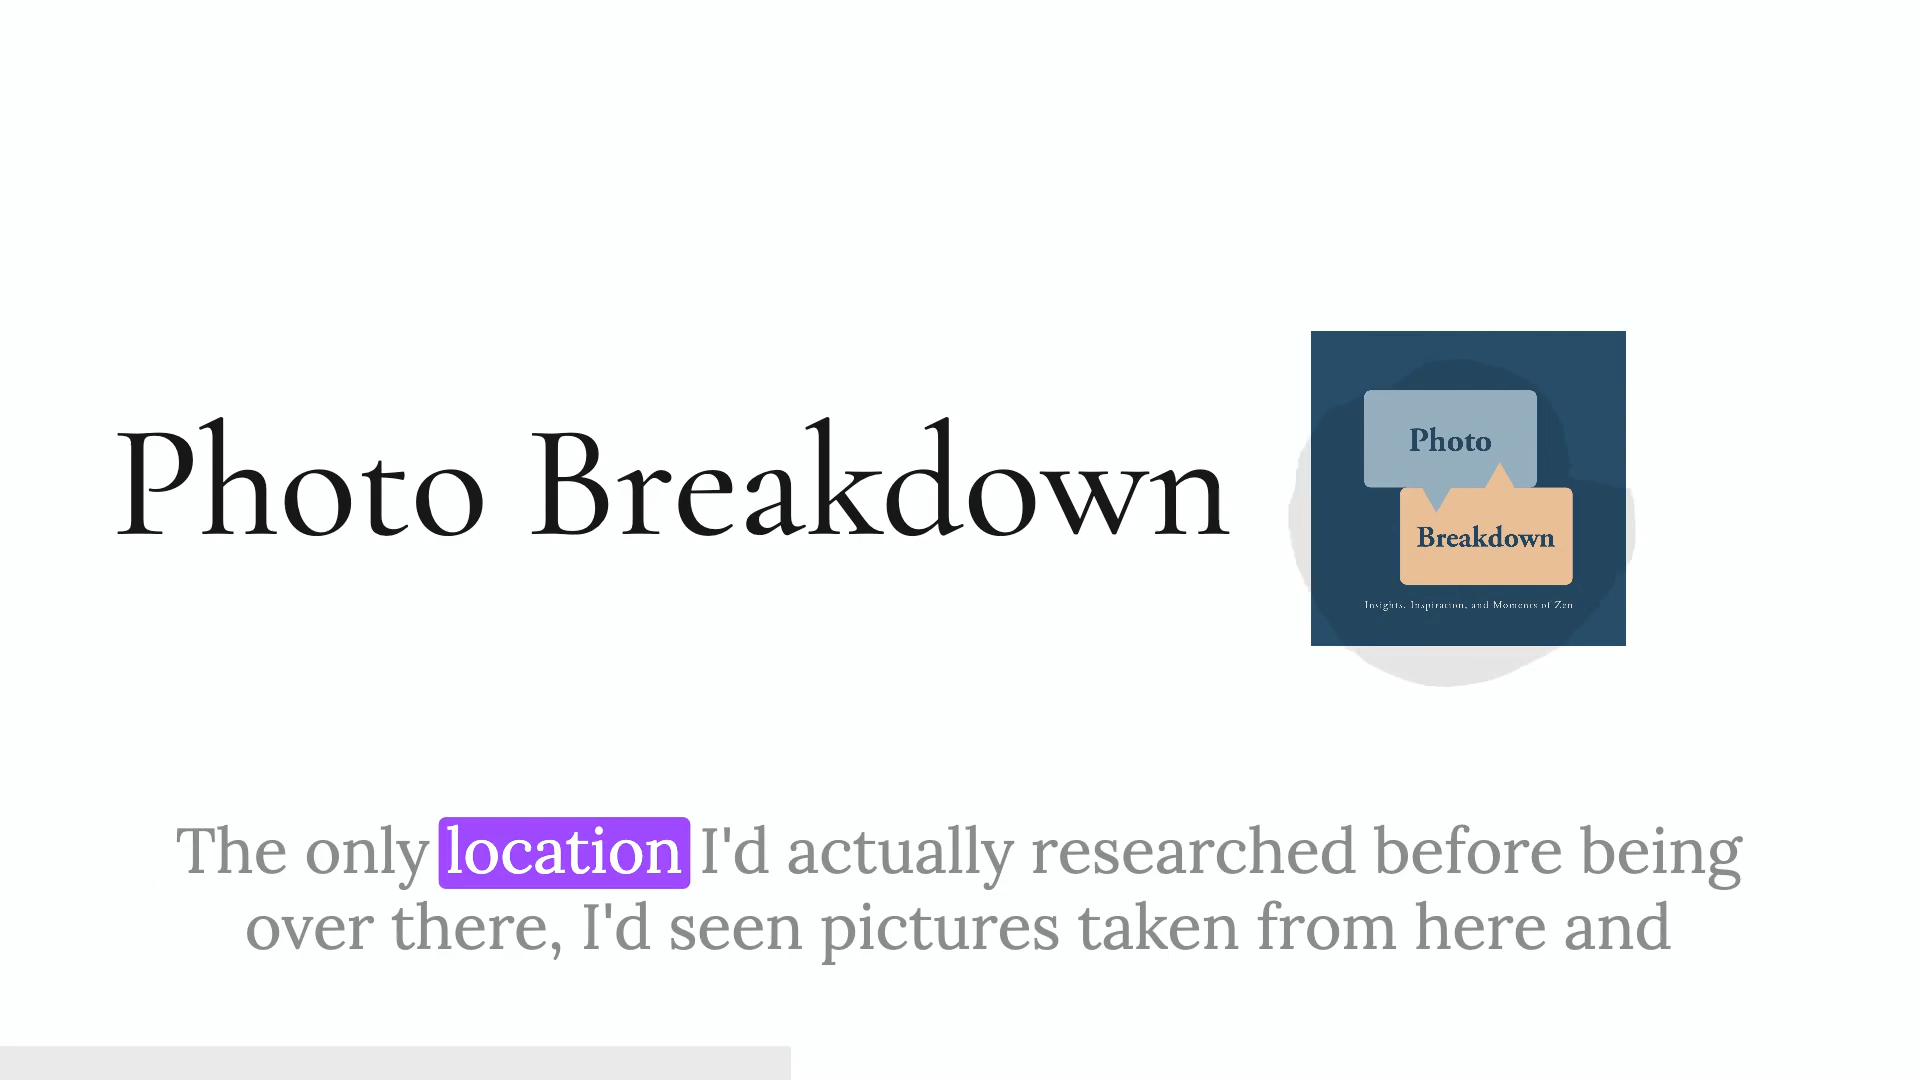 Photo Breakdown
Photo
Breakdown
Insights, Inspiration, and Moments of Zen
The only location I'd actually researched before being
over there, I'd seen pictures taken from here and